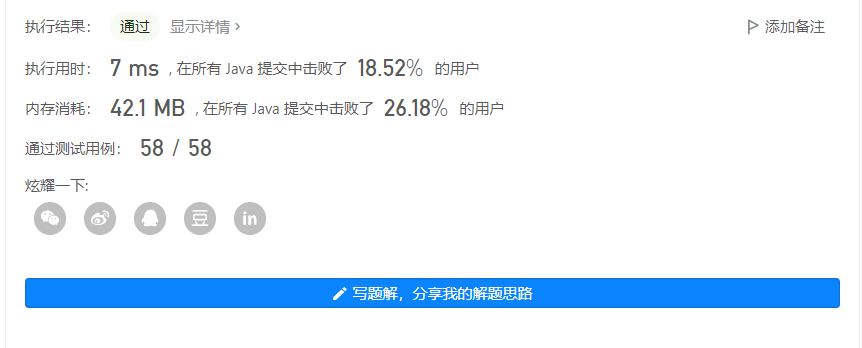 执行结果： 通过 显示详情 › 添加备注
执行用时： 7 ms , 在所有 Java 提交中击败了 18.52% 的用户
内存消耗： 42.1 MB , 在所有 Java 提交中击败了 26.18% 的用户
通过测试用例： 58 / 58
炫耀一下:
豆 in
写题解，分享我的解题思路